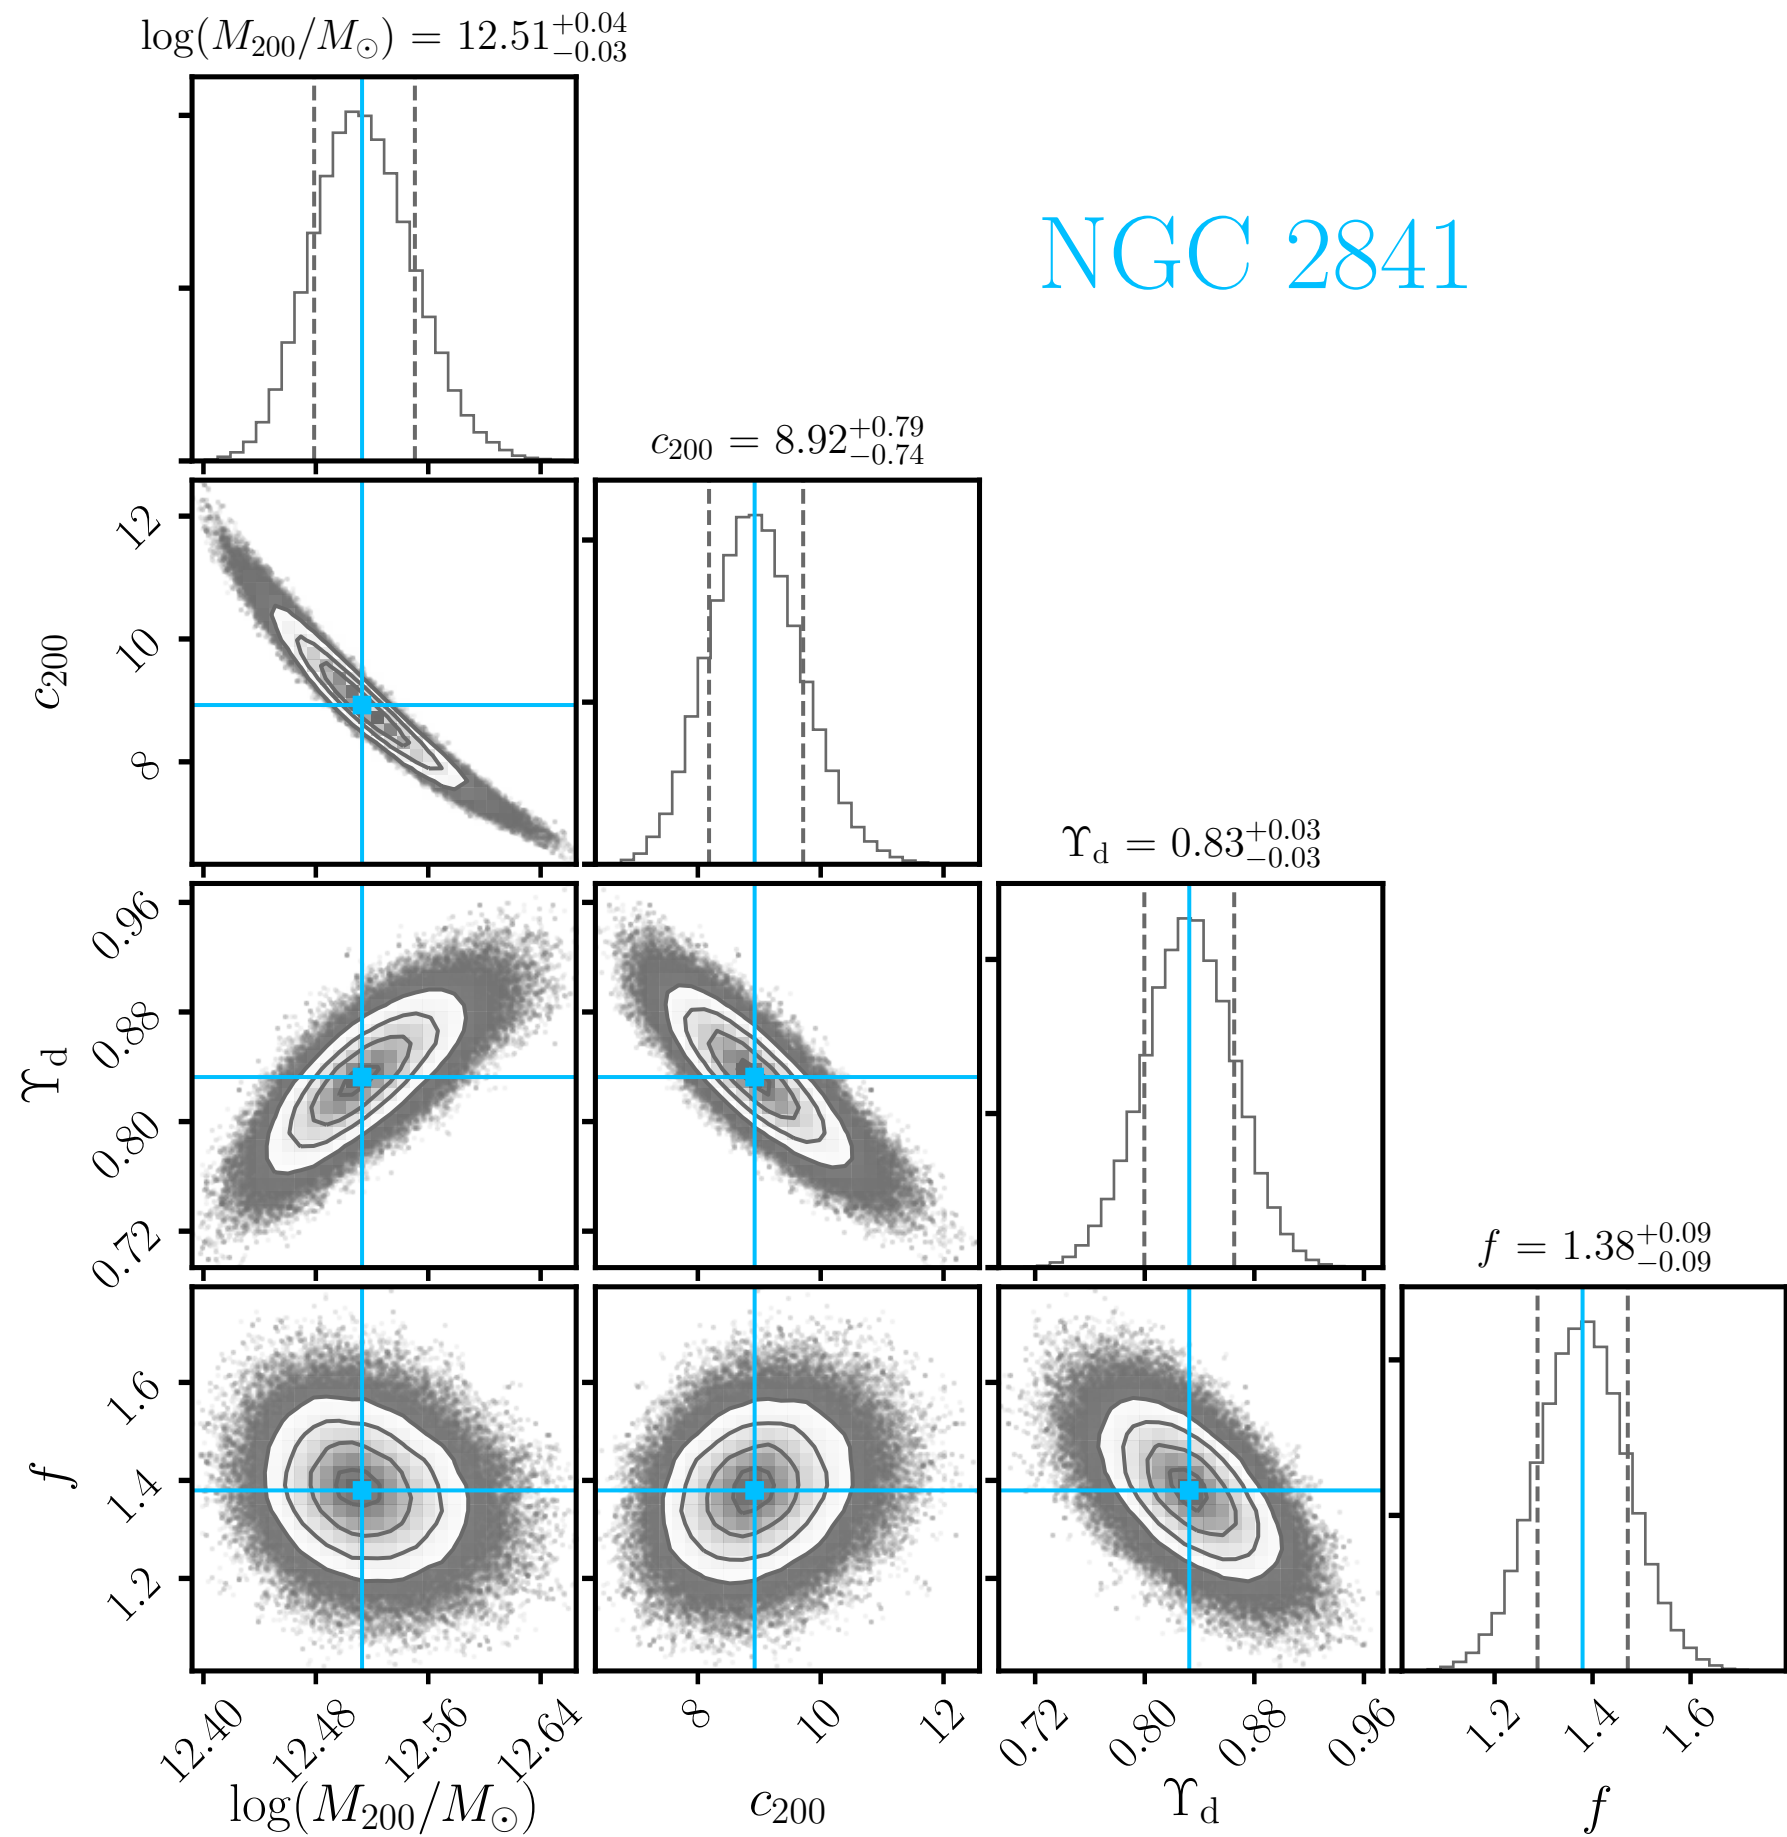 log(M₂₀₀/M⊙) = 12.51 +0.04 −0.03
NGC 2841
c₂₀₀ = 8.92 +0.79 −0.74
12
10
8
c₂₀₀
ϒ_d = 0.83 +0.03 −0.03
0.96
0.88
0.80
0.72
ϒ_d
f = 1.38 +0.09 −0.09
1.6
1.4
1.2
f
12.40 12.48 12.56 12.64 8 10 12 0.72 0.80 0.88 0.96 1.2 1.4 1.6
log(M₂₀₀/M⊙) c₂₀₀ ϒ_d f